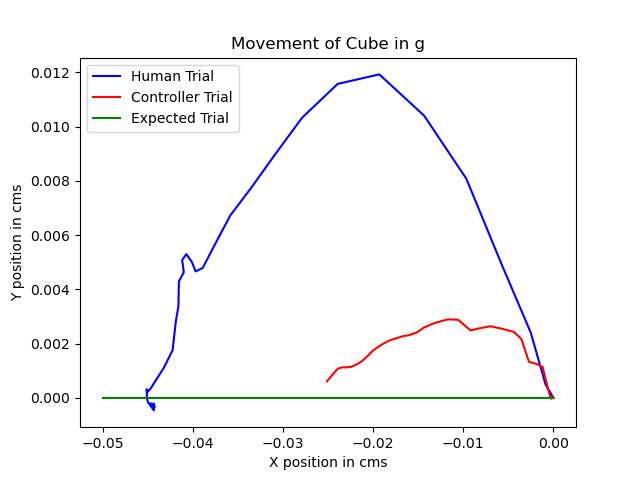 Movement of Cube in g
Human Trial
Controller Trial
Expected Trial
0.012
0.010
0.008
0.006
0.004
0.002
0.000
Y position in cms
−0.05
−0.04
−0.03
−0.02
−0.01
0.00
X position in cms